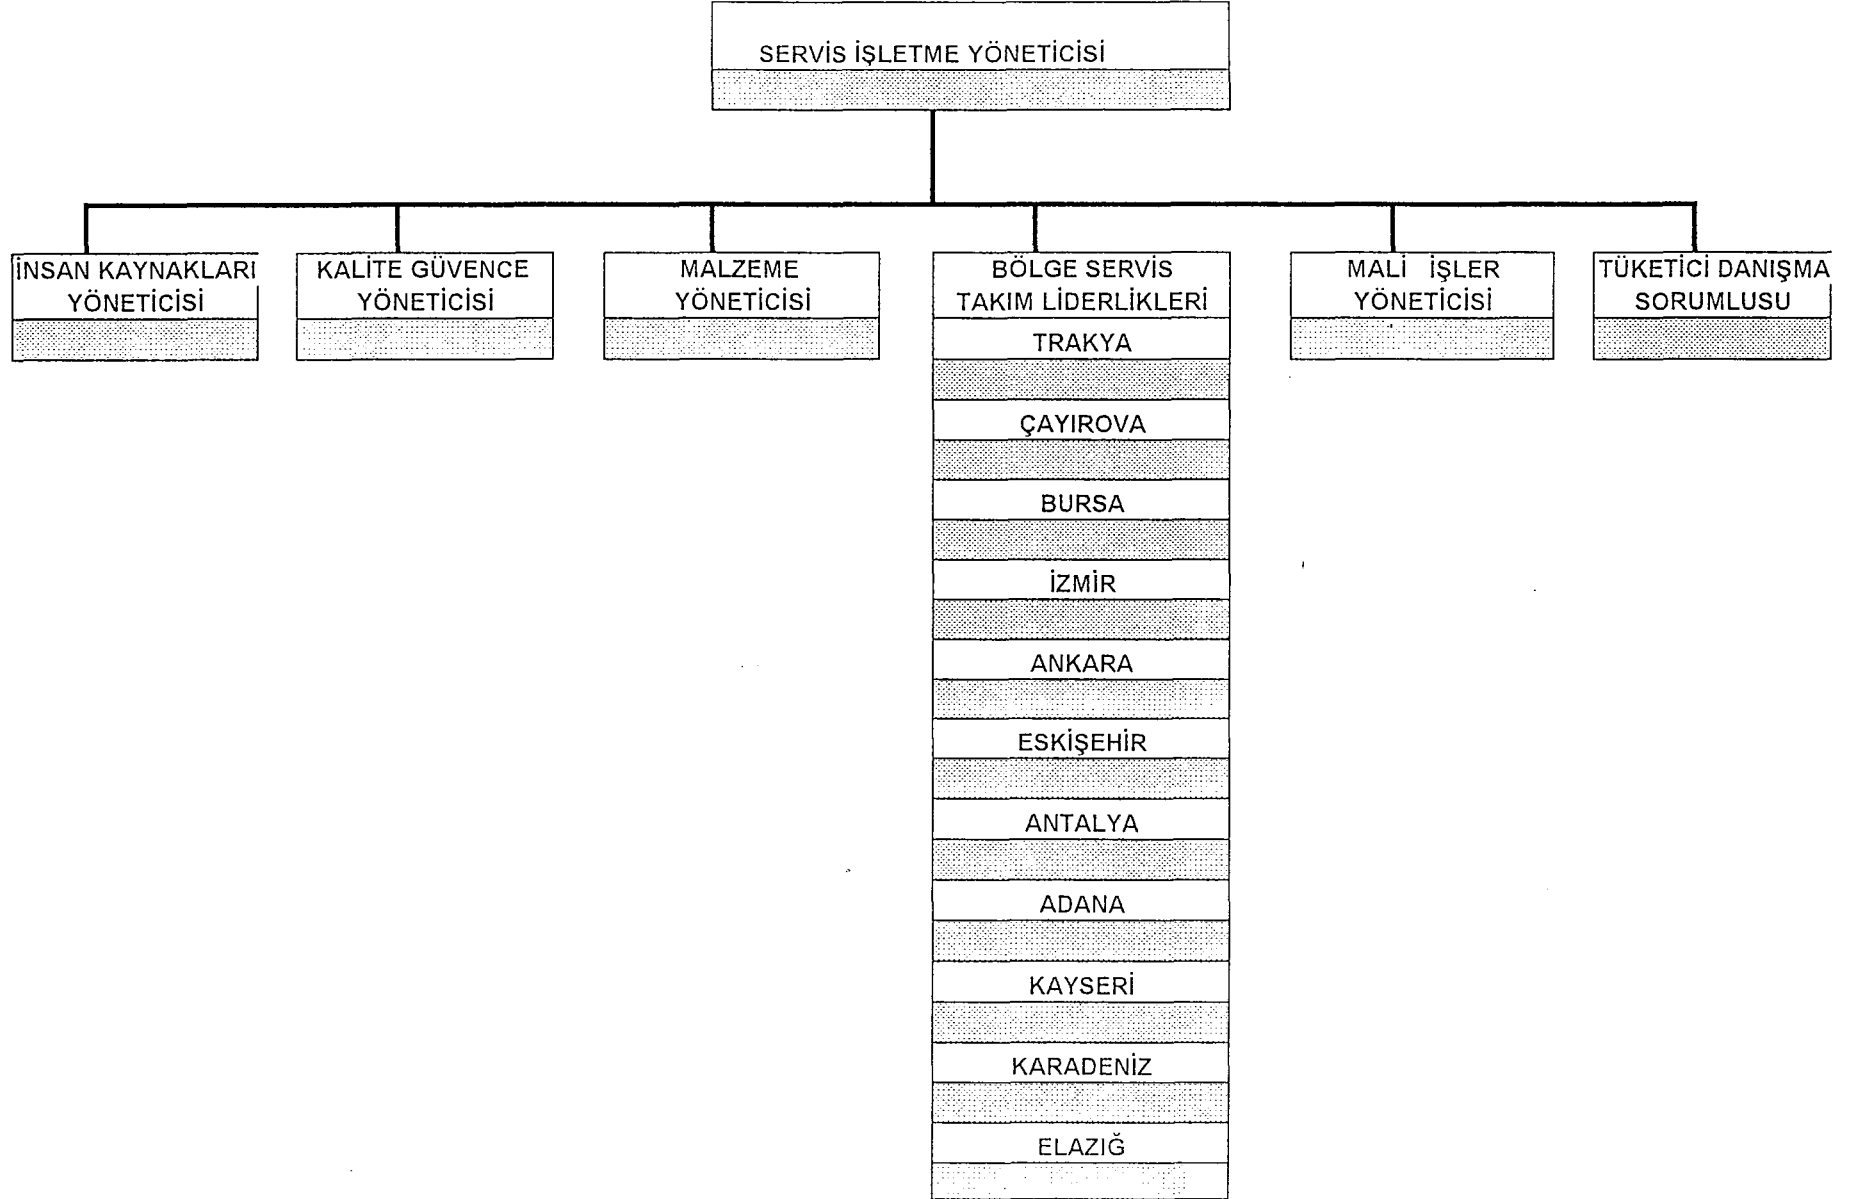 SERVİS İŞLETME YÖNETİCİSİ
İNSAN KAYNAKLARI
YÖNETİCİSİ
KALİTE GÜVENCE
YÖNETİCİSİ
MALZEME
YÖNETİCİSİ
BÖLGE SERVİS
TAKIM LİDERLİKLERİ
TRAKYA
ÇAYIROVA
BURSA
İZMİR
ANKARA
ESKİŞEHİR
ANTALYA
ADANA
KAYSERİ
KARADENİZ
ELAZIĞ
MALİ İŞLER
YÖNETİCİSİ
TÜKETİCİ DANIŞMA
SORUMLUSU